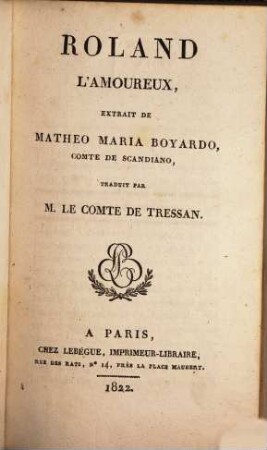 ROLAND
L'AMOUREUX,
EXTRAIT DE
MATHEO MARIA BOYARDO,
COMTE DE SCANDIANO,
TRADUIT PAR
M. LE COMTE DE TRESSAN.
A PARIS,
CHEZ LEBÉGUE, IMPRIMEUR-LIBRAIRE,
RUE DES RATS, N° 14, PRÈS LA PLACE MAUBERT.
1822.